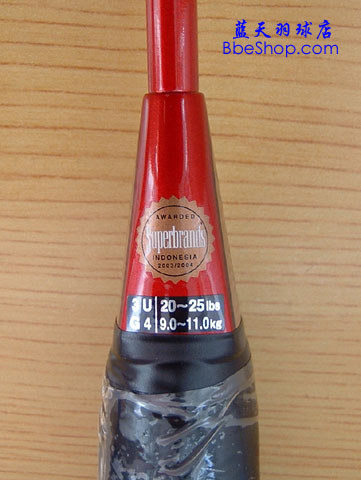 蓝天羽球店
BbeShop.com
AWARDED
Superbrands
INDONESIA
2003/2004
3U 20~25 lbs
G4 9.0~11.0kg